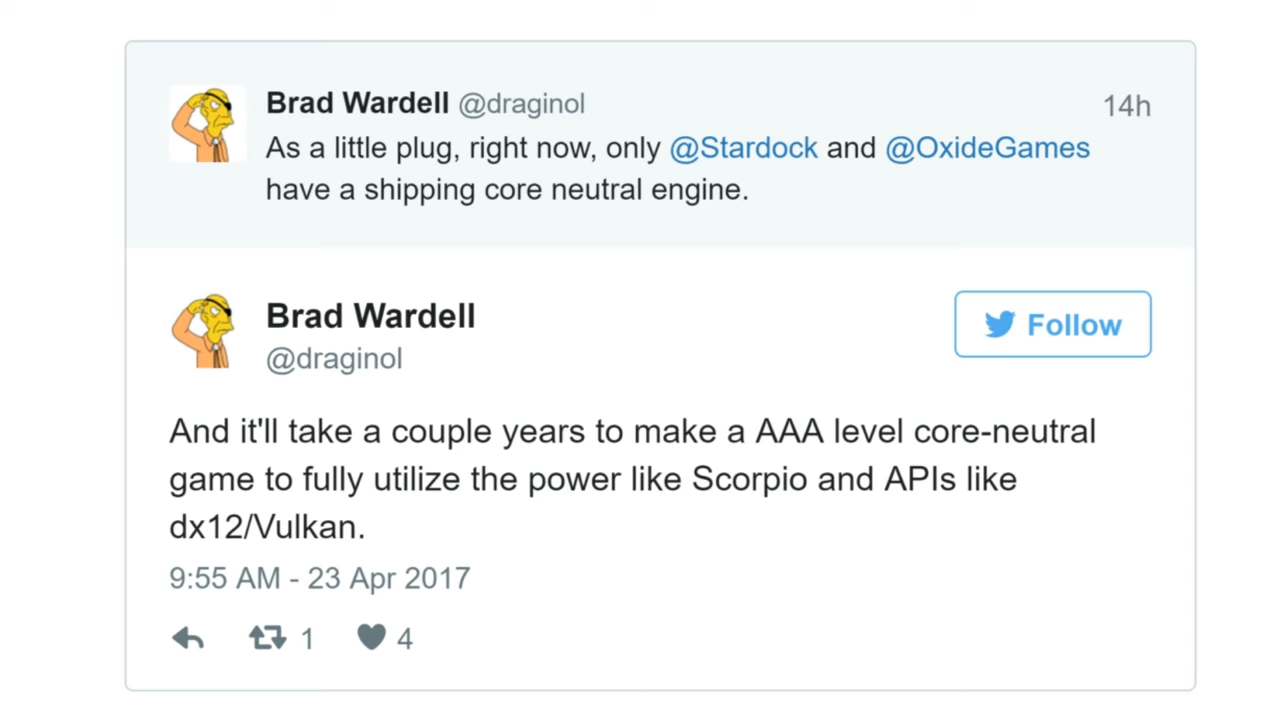 Brad Wardell @draginol 14h
As a little plug, right now, only @Stardock and @OxideGames
have a shipping core neutral engine.
Brad Wardell
@draginol
Follow
And it'll take a couple years to make a AAA level core-neutral
game to fully utilize the power like Scorpio and APIs like
dx12/Vulkan.
9:55 AM - 23 Apr 2017
1 4